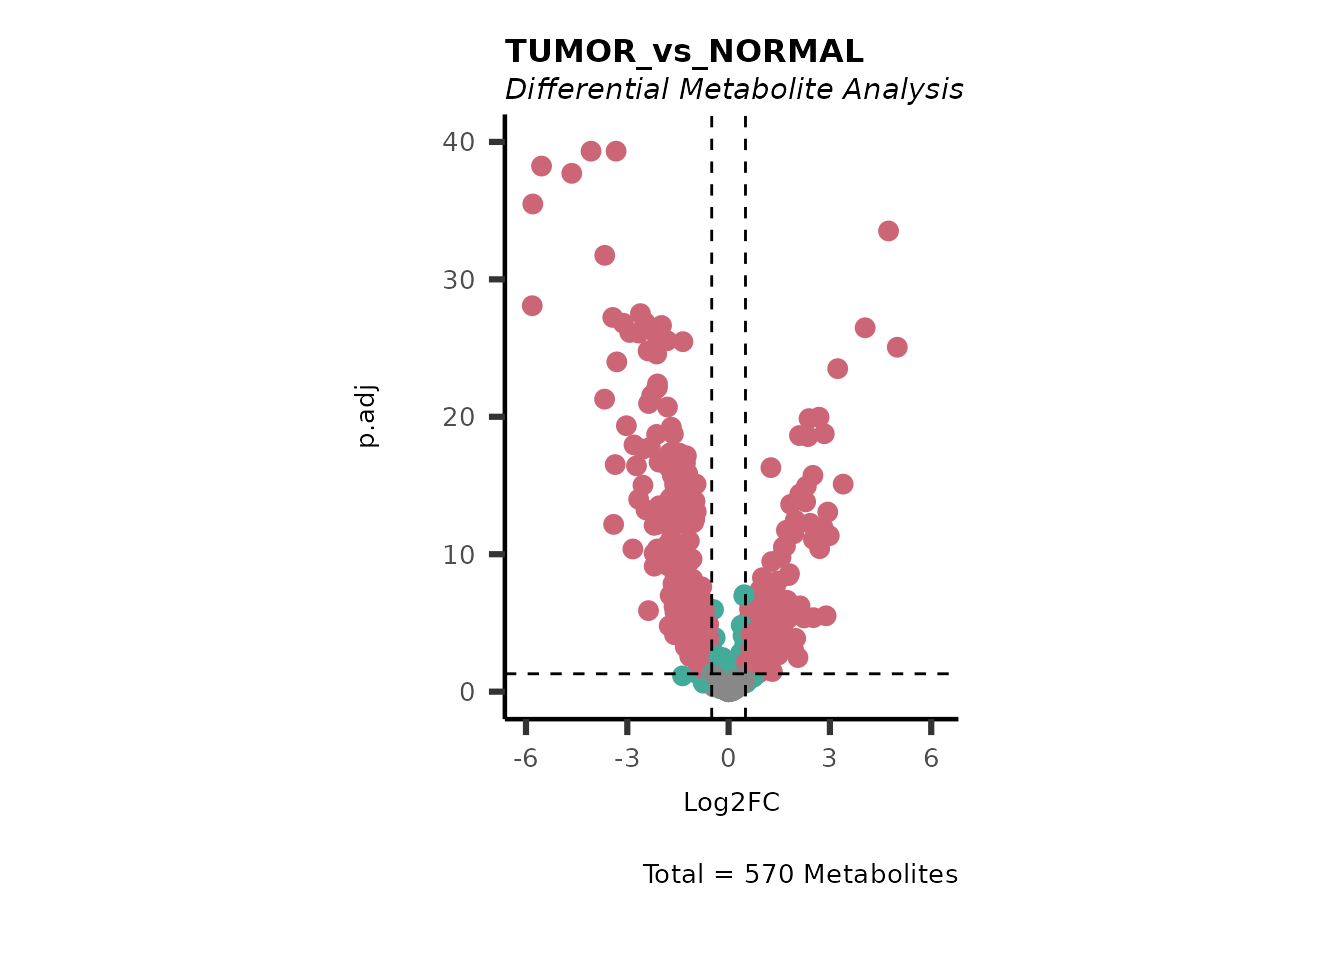 TUMOR_vs_NORMAL
Differential Metabolite Analysis
40
30
20
10
0
p.adj
-6 -3 0 3 6
Log2FC
Total = 570 Metabolites